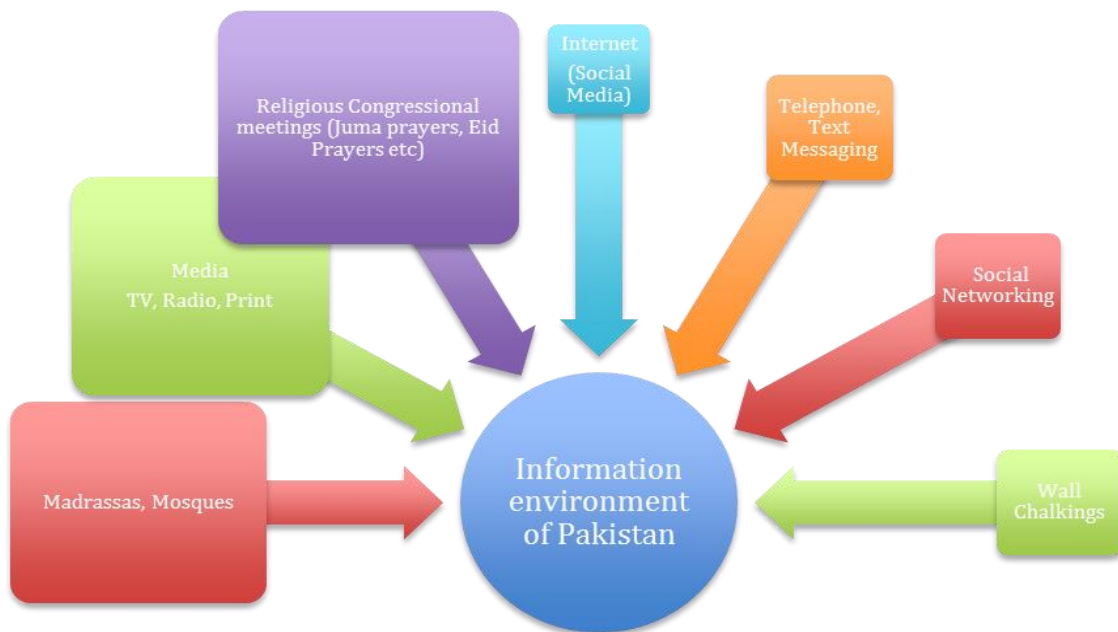 Internet
(Social
Media)
Religious Congressional
meetings (Juma prayers, Eid
Prayers etc)
Telephone,
Text
Messaging
Media
TV, Radio, Print
Social
Networking
Madrassas, Mosques
Information
environment
of Pakistan
Wall
Chalkings